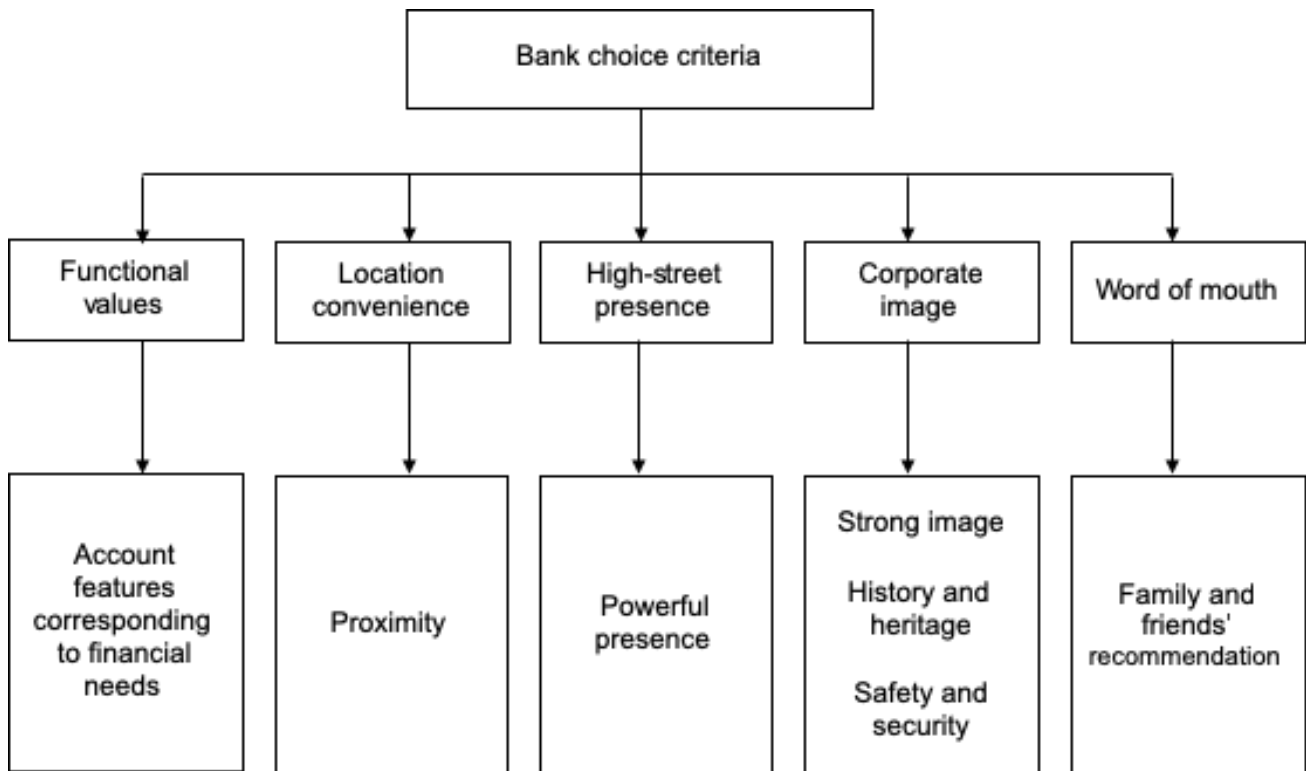 Bank choice criteria
Functional
values
Location
convenience
High-street
presence
Corporate
image
Word of mouth
Account
features
corresponding
to financial
needs
Proximity
Powerful
presence
Strong image
History and
heritage
Safety and
security
Family and
friends'
recommendation